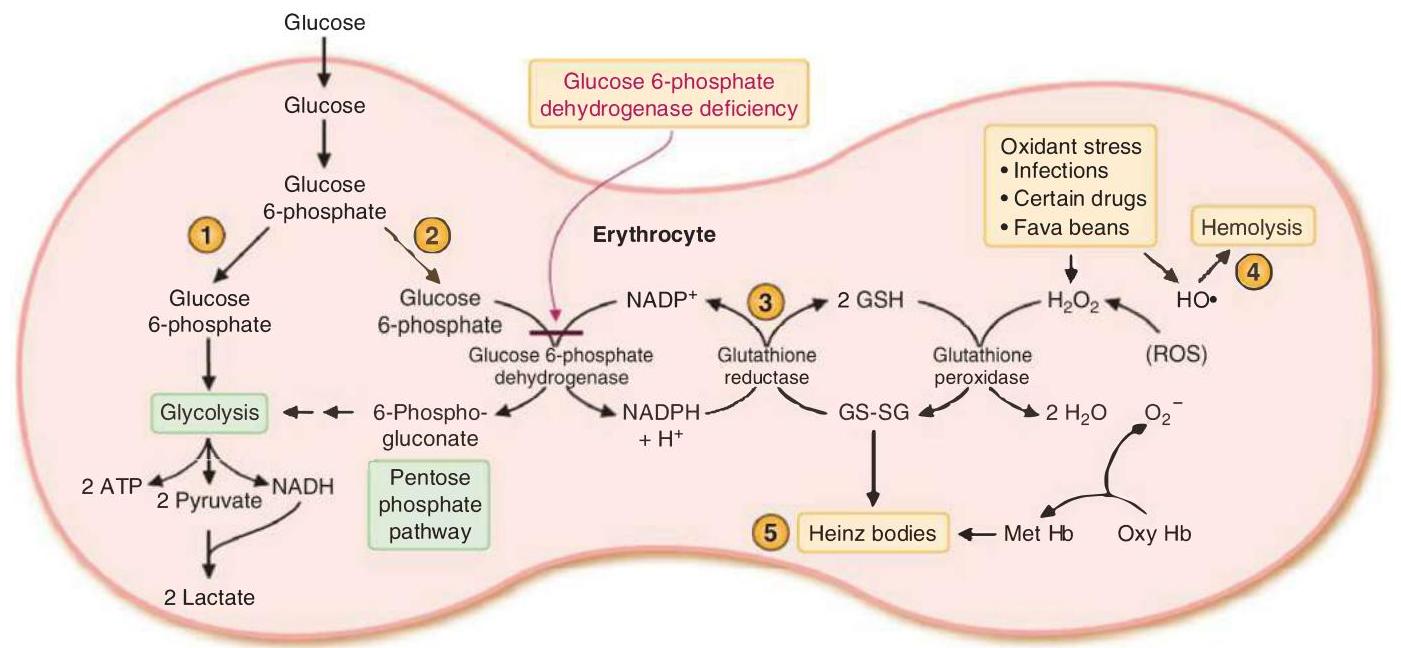 Glucose
Glucose
Glucose
6-phosphate
1
2
Glucose
6-phosphate
Glycolysis
2 ATP
2 Pyruvate
NADH
2 Lactate
Glucose 6-phosphate
dehydrogenase deficiency
Erythrocyte
Glucose
6-phosphate
NADP⁺
Glucose 6-phosphate
dehydrogenase
6-Phospho-
gluconate
NADPH
+ H⁺
Pentose
phosphate
pathway
3
2 GSH
Glutathione
reductase
GS-SG
Glutathione
peroxidase
Oxidant stress
• Infections
• Certain drugs
• Fava beans
Hemolysis
4
H₂O₂
HO•
(ROS)
2 H₂O
O₂⁻
5
Heinz bodies
Met Hb
Oxy Hb